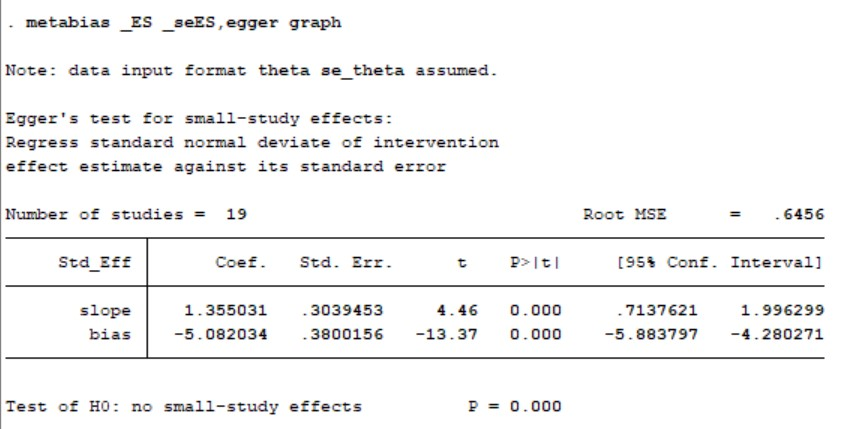 . metabias _ES _seES,egger graph
Note: data input format theta se_theta assumed.
Egger's test for small-study effects:
Regress standard normal deviate of intervention
effect estimate against its standard error
Number of studies = 19 Root MSE = .6456
Std_Eff Coef. Std. Err. t P>|t| [95% Conf. Interval]
slope 1.355031 .3039453 4.46 0.000 .7137621 1.996299
bias -5.082034 .3800156 -13.37 0.000 -5.883797 -4.280271
Test of H0: no small-study effects P = 0.000